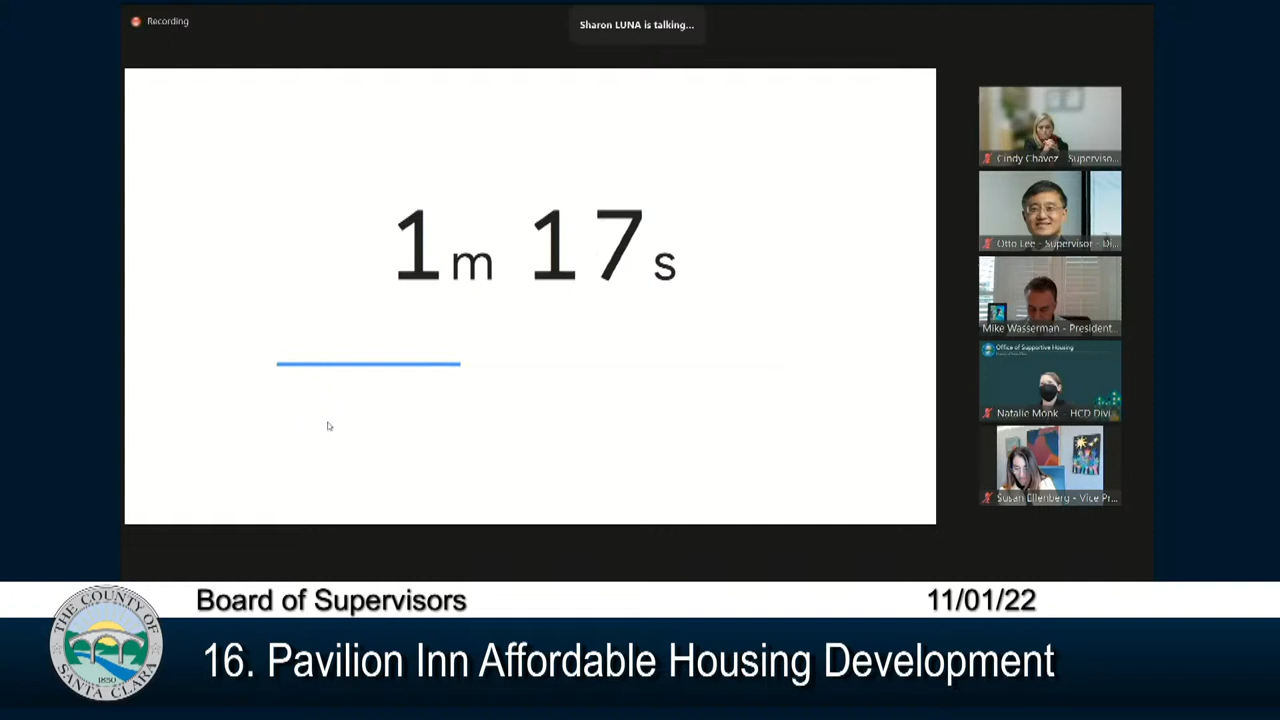 Recording
Sharon LUNA is talking...
1m 17s
Cindy Chavez - Superviso...
Otto Lee - Supervisor - Di...
Mike Wasserman - President...
Office of Supportive Housing
Natalie Monk - HCD Divi...
Susan Ellenberg - Vice Pr...
Board of Supervisors
11/01/22
THE COUNTY OF
SANTA CLARA
1850
16. Pavilion Inn Affordable Housing Development